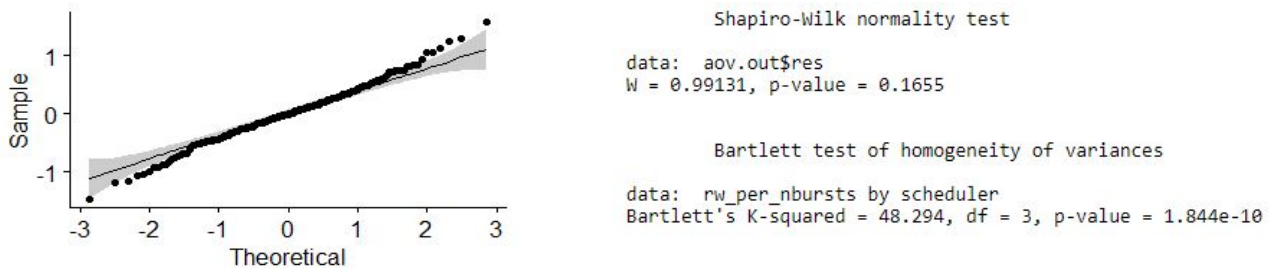 Sample
1
0
-1
-3
-2
-1
0
1
2
3
Theoretical
Shapiro-Wilk normality test
data: aov.out$res
W = 0.99131, p-value = 0.1655
Bartlett test of homogeneity of variances
data: rw_per_nbursts by scheduler
Bartlett's K-squared = 48.294, df = 3, p-value = 1.844e-10